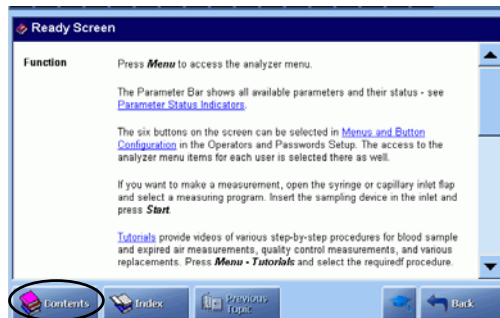 Ready Screen
Function
Press Menu to access the analyzer menu.
The Parameter Bar shows all available parameters and their status - see
Parameter Status Indicators.
The six buttons on the screen can be selected in Menus and Button
Configuration in the Operators and Passwords Setup. The access to the
analyzer menu items for each user is selected there as well.
If you want to make a measurement, open the syringe or capillary inlet flap
and select a measuring program. Insert the sampling device in the inlet and
press Start.
Tutorials provide videos of various step-by-step procedures for blood sample
and expired air measurements, quality control measurements, and various
replacements. Press Menu - Tutorials and select the requiredf procedure.
Contents
Index
Previous
Topic
Back